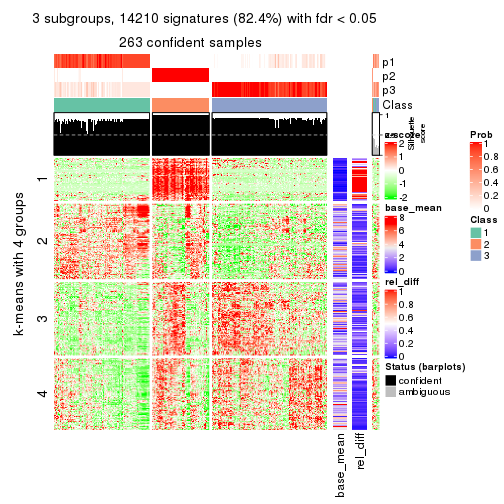 3 subgroups, 14210 signatures (82.4%) with fdr < 0.05
263 confident samples
p1
p2
p3
Class
1
Silhouette
score
k-means with 4 groups
1
2
3
4
base_mean
rel_diff
z-score
2
1
0
-1
-2
base_mean
8
6
4
2
0
rel_diff
1
0.8
0.6
0.4
0.2
0
Status (barplots)
confident
ambiguous
Prob
1
0.8
0.6
0.4
0.2
0
Class
1
2
3